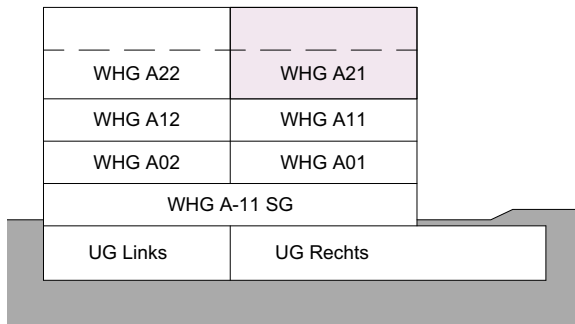 WHG A22 WHG A21
WHG A12 WHG A11
WHG A02 WHG A01
WHG A-11 SG
UG Links UG Rechts